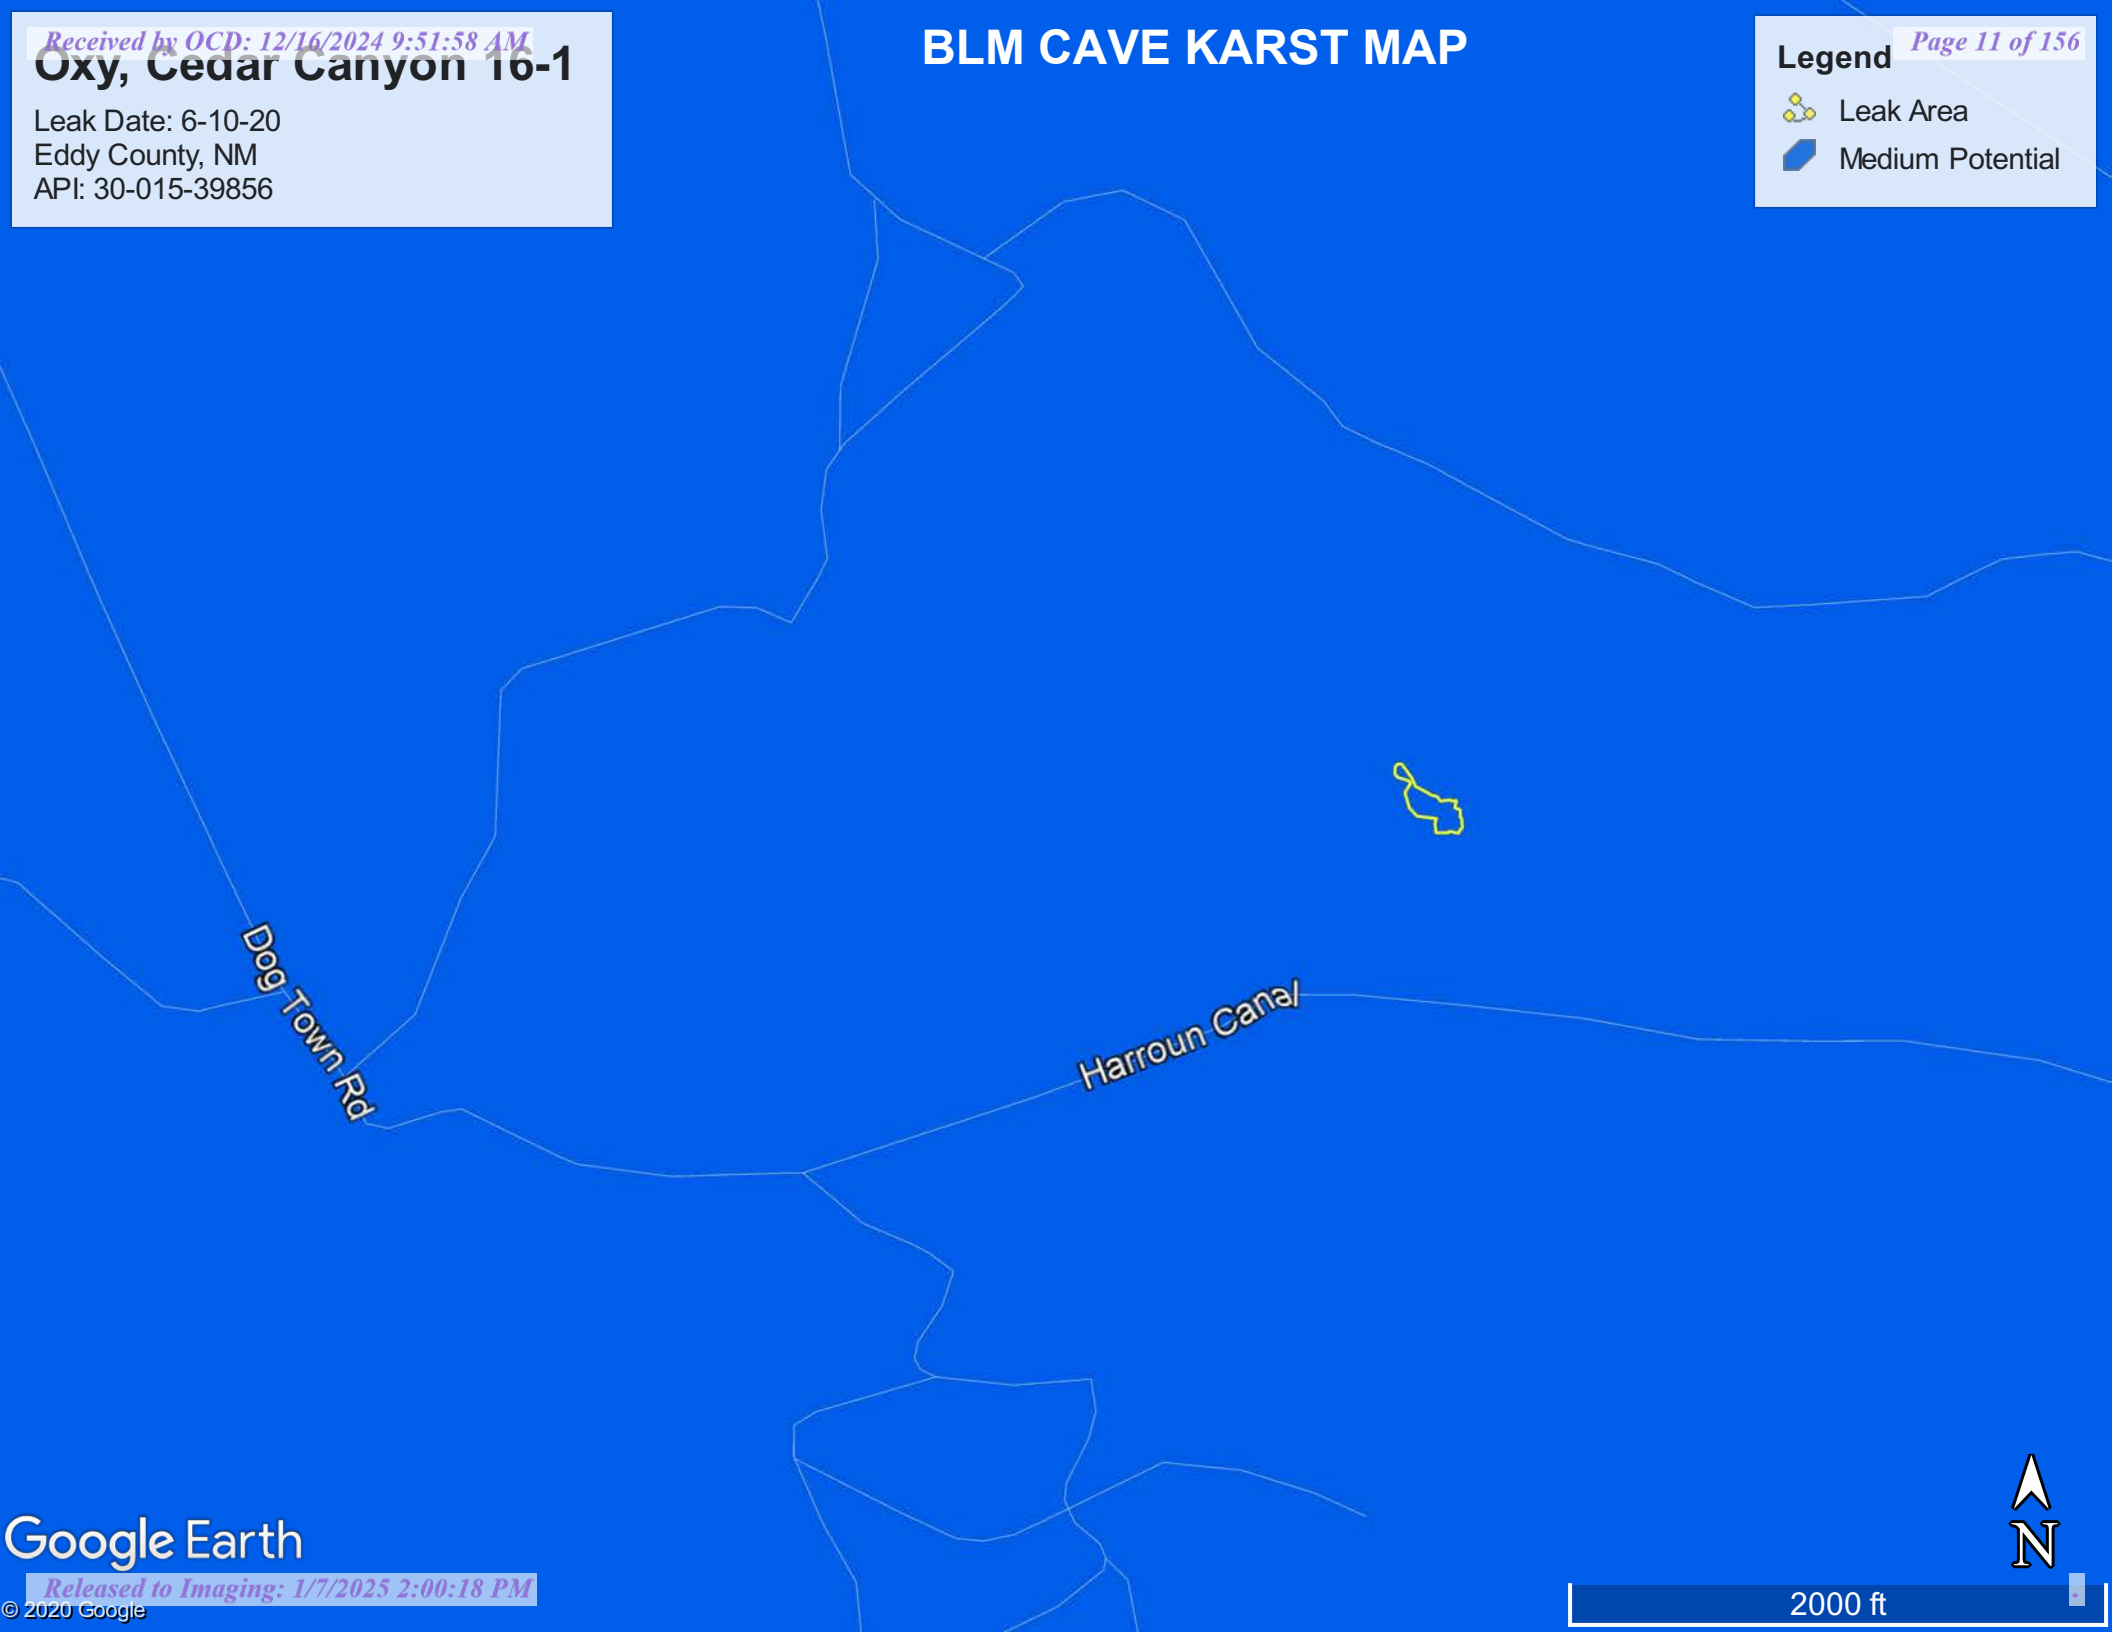 Received by OCD: 12/16/2024 9:51:58 AM
Oxy, Cedar Canyon 16-1
Leak Date: 6-10-20
Eddy County, NM
API: 30-015-39856
BLM CAVE KARST MAP
Page 11 of 156
Legend
Leak Area
Medium Potential
Dog Town Rd
Harroun Canal
Google Earth
Released to Imaging: 1/7/2025 2:00:18 PM
© 2020 Google
N
2000 ft